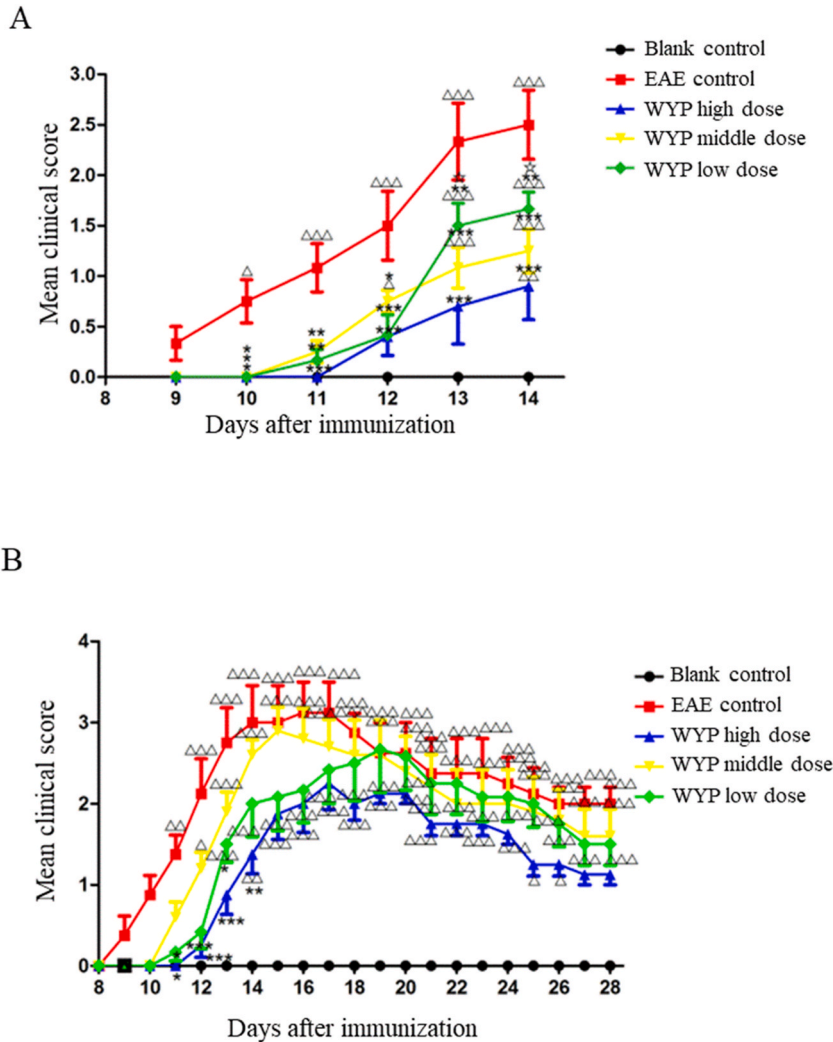 A
Blank control
EAE control
WYP high dose
WYP middle dose
WYP low dose
Mean clinical score
3.0
2.5
2.0
1.5
1.0
0.5
0.0
8 9 10 11 12 13 14
Days after immunization
B
Blank control
EAE control
WYP high dose
WYP middle dose
WYP low dose
Mean clinical score
4
3
2
1
0
8 10 12 14 16 18 20 22 24 26 28
Days after immunization